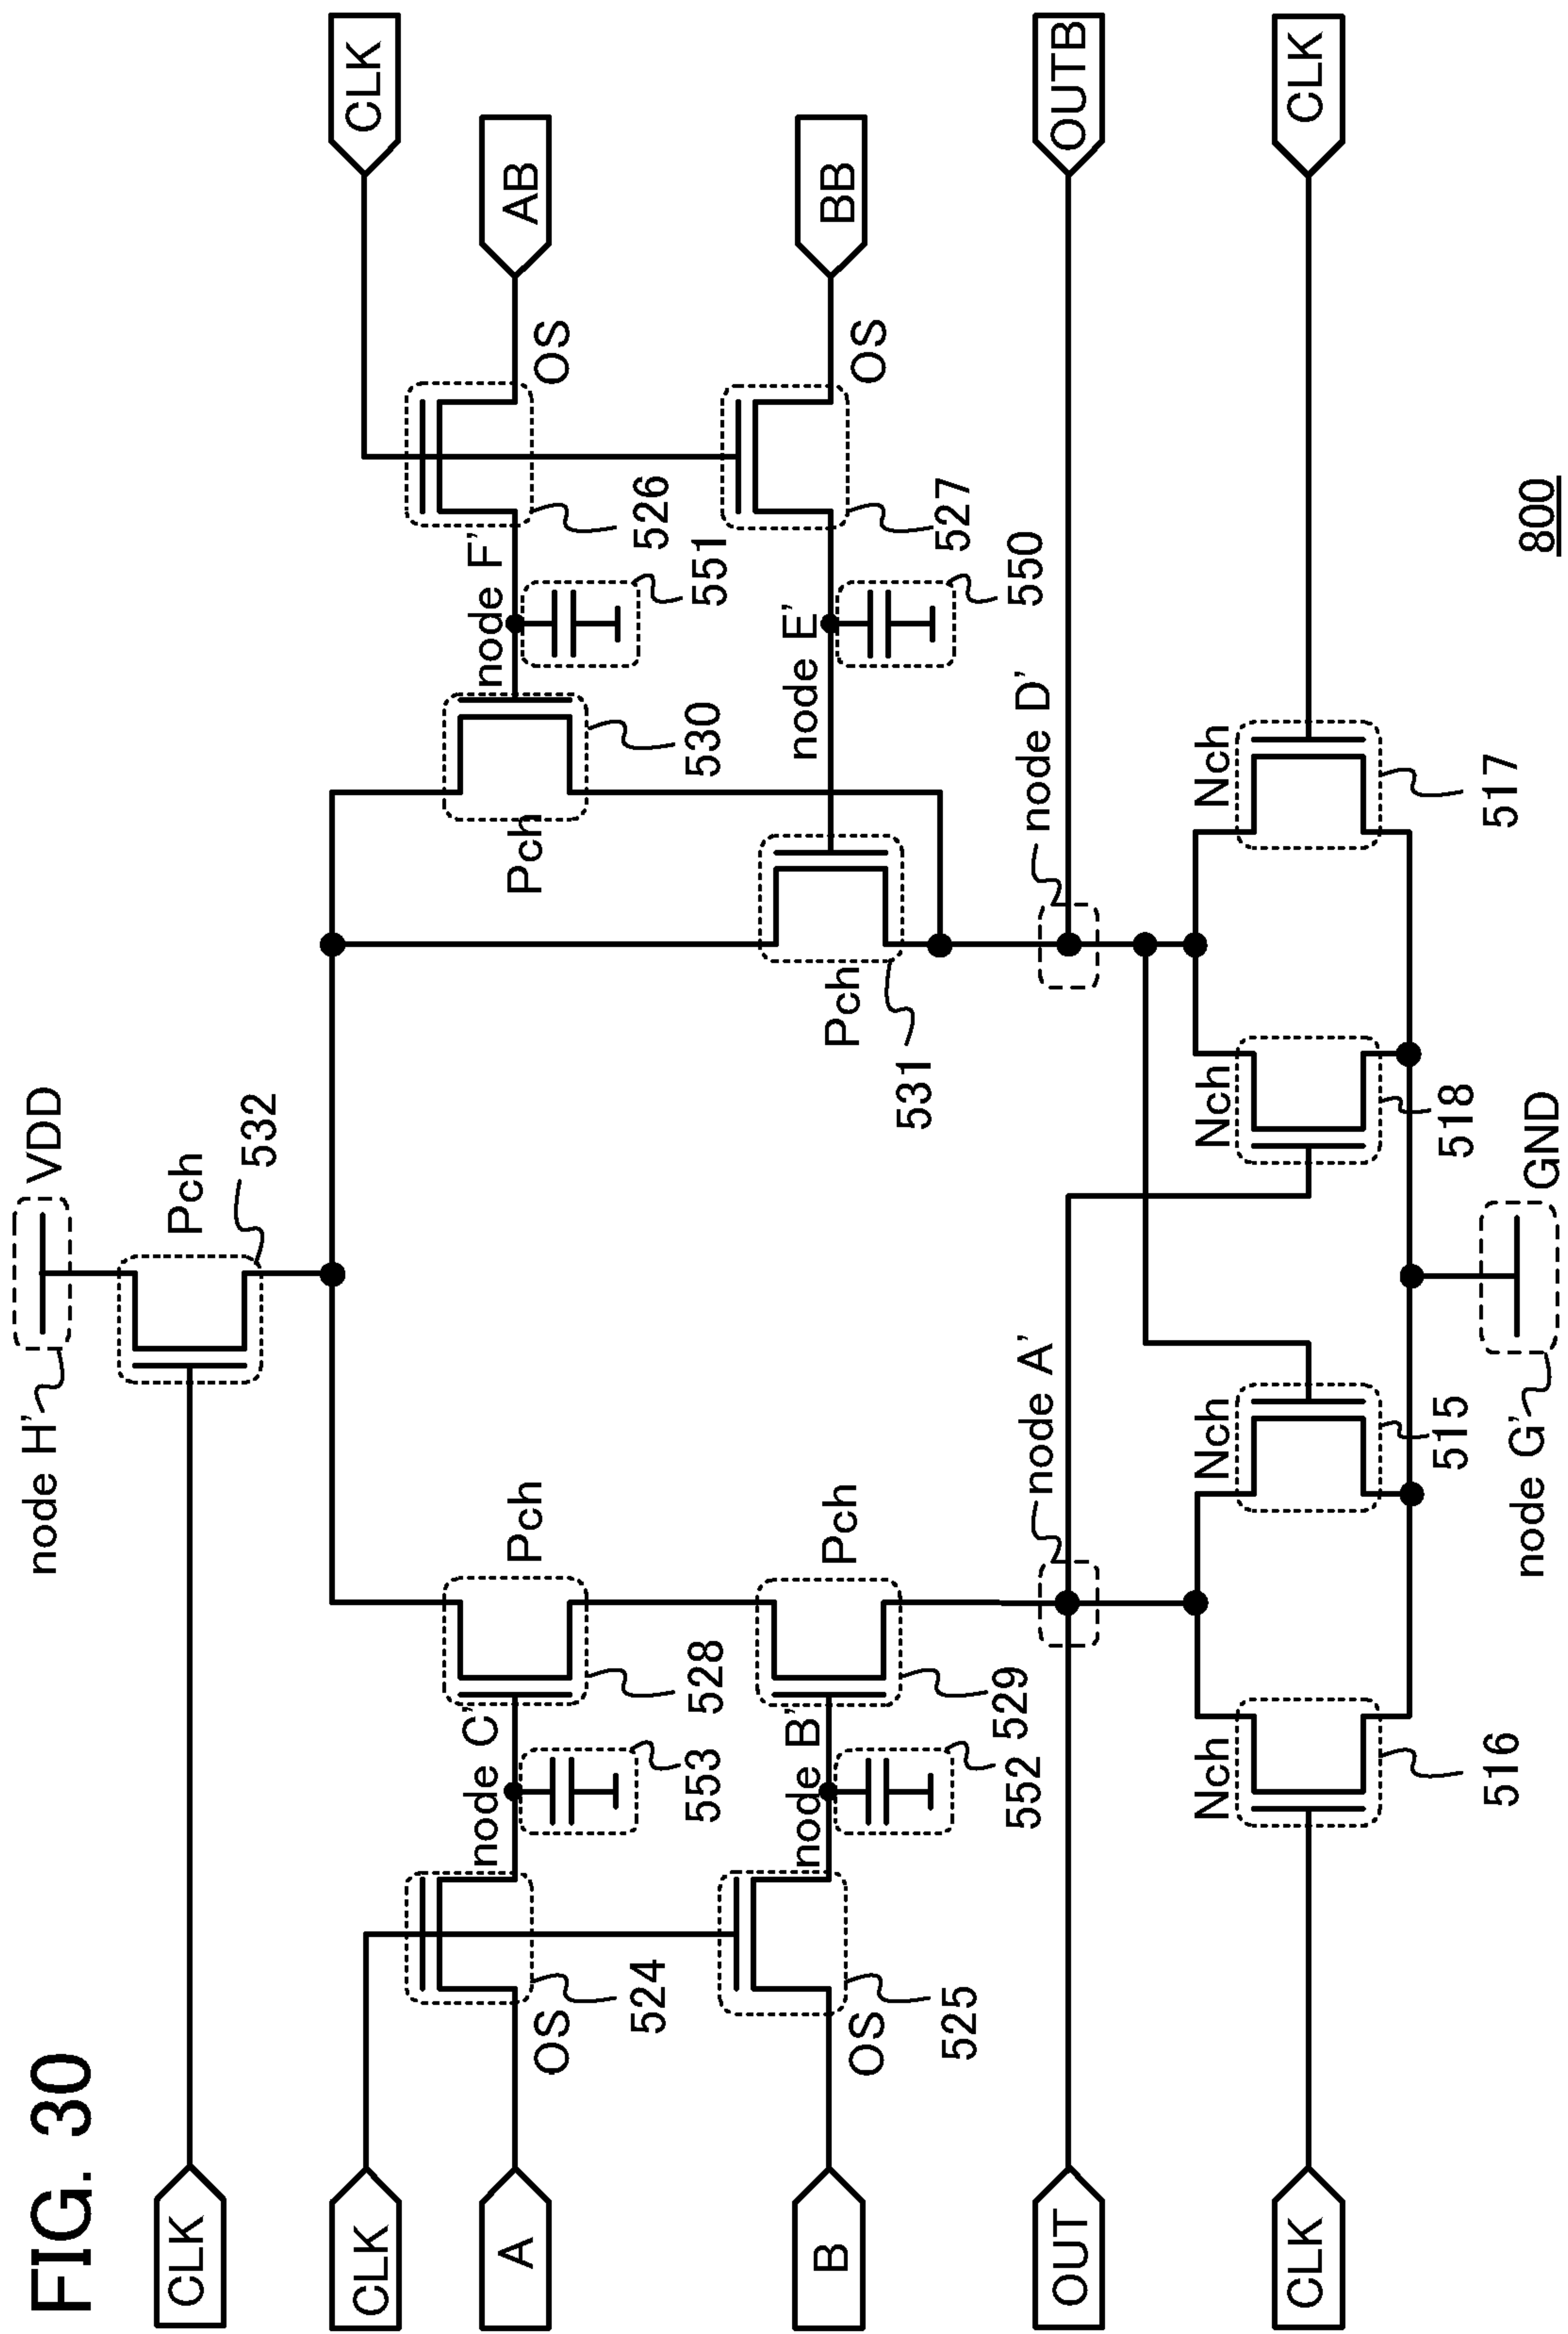 FIG. 30
node H'
VDD
CLK
Pch
532
CLK
CLK
A
OS
524
node C'
553
528
Pch
Pch
530
node F'
551
526
OS
AB
B
OS
525
node B'
552
529
Pch
Pch
531
node E'
550
527
OS
BB
OUT
node A'
node D'
OUTB
CLK
Nch
516
Nch
515
Nch
518
Nch
517
CLK
node G'
GND
800